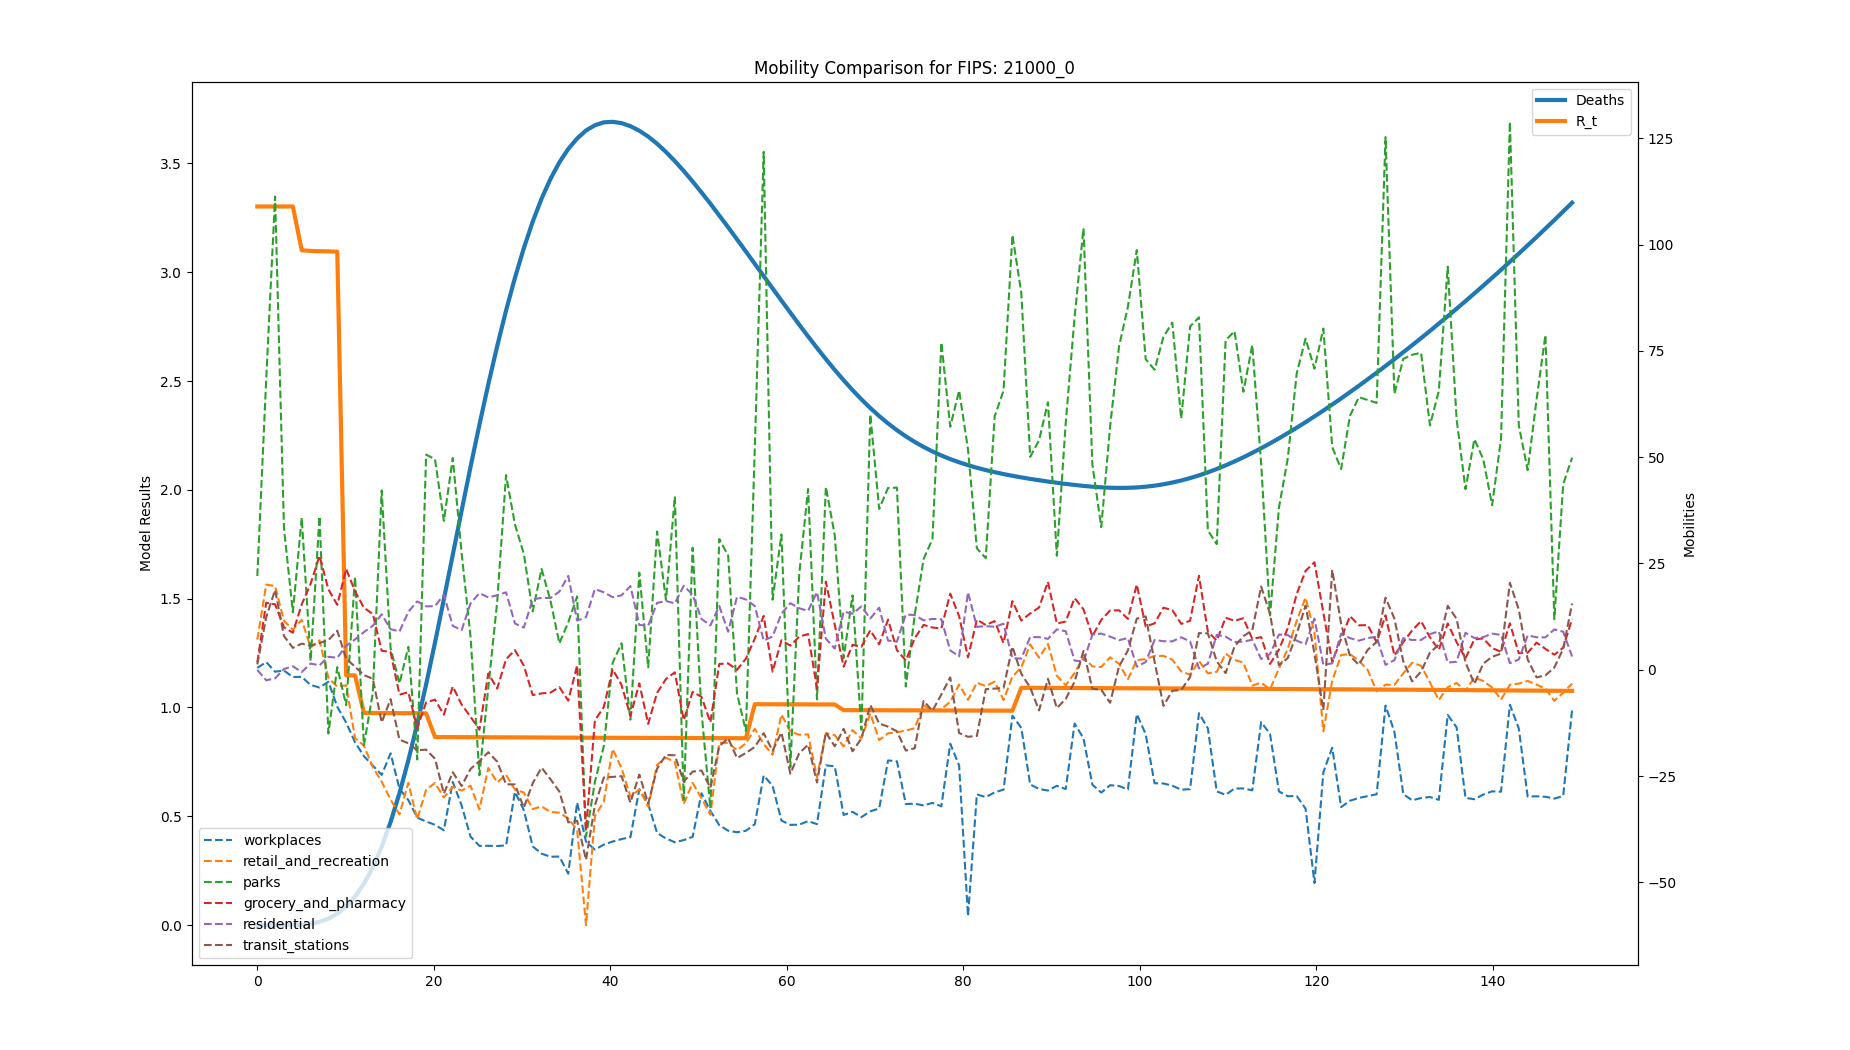 Mobility Comparison for FIPS: 21000_0
Deaths
R_t
Model Results
Mobilities
3.5
3.0
2.5
2.0
1.5
1.0
0.5
0.0
125
100
75
50
25
0
−25
−50
workplaces
retail_and_recreation
parks
grocery_and_pharmacy
residential
transit_stations
0 20 40 60 80 100 120 140